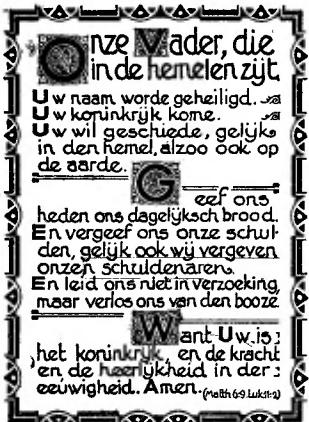 Onze Vader, die
in de hemelen zijt.
Uw naam worde geheiligd.
Uw koninkrijk kome.
Uw wil geschiede, gelijk
in den hemel, alzoo ook op
de aarde.
Geef ons
heden ons dagelijksch brood.
En vergeef ons onze schul-
den, gelijk ook wij vergeven
onzen schuldenaren.
En leid ons niet in verzoeking,
maar verlos ons van den booze.
Want Uw is
het koninkrijk, en de kracht
en de heerlijkheid in der
eeuwigheid. Amen. (Matth 6:9. Luk. 11:2)